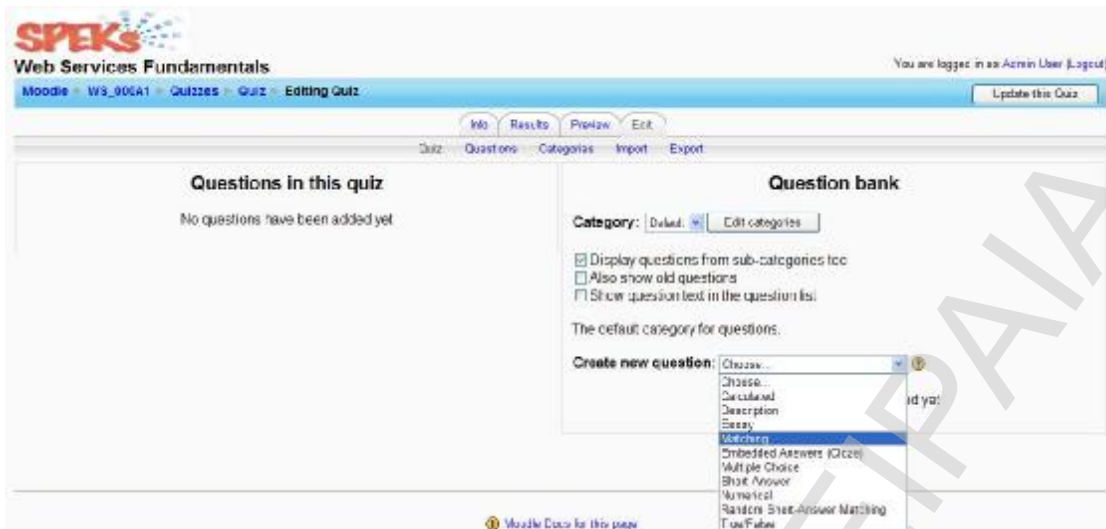 SPEKs
Web Services Fundamentals
You are logged in as Admin User (Logout)
Moodle ► WS_000A1 ► Quizzes ► Quiz ► Editing Quiz
Update this Quiz
Info Results Preview Edit
Quiz Questions Categories Import Export
Questions in this quiz
No questions have been added yet
Question bank
Category: Default Edit categories
Display questions from sub-categories too
Also show old questions
Show question text in the question list
The default category for questions.
Create new question: Choose...
Choose...
Calculated
Description
Essay
Matching
Embedded Answers (Cloze)
Multiple Choice
Short Answer
Numerical
Random Short-Answer Matching
True/False
yet
Moodle Docs for this page
EIPAIA